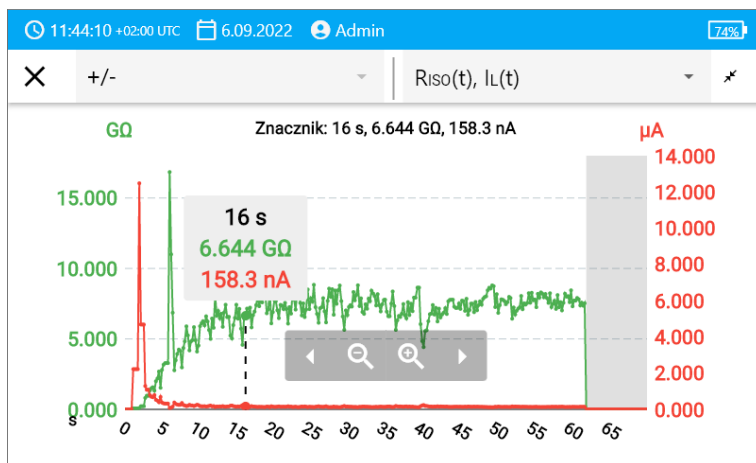 11:44:10 +02:00 UTC 6.09.2022 Admin 74%
+/- RISO(t), IL(t)
GΩ Znacznik: 16 s, 6.644 GΩ, 158.3 nA µA
14.000
15.000 12.000
16 s
10.000
6.644 GΩ
10.000 8.000
158.3 nA
6.000
5.000 4.000
2.000
0.000 0.000
s
0 5 10 15 20 25 30 35 40 45 50 55 60 65